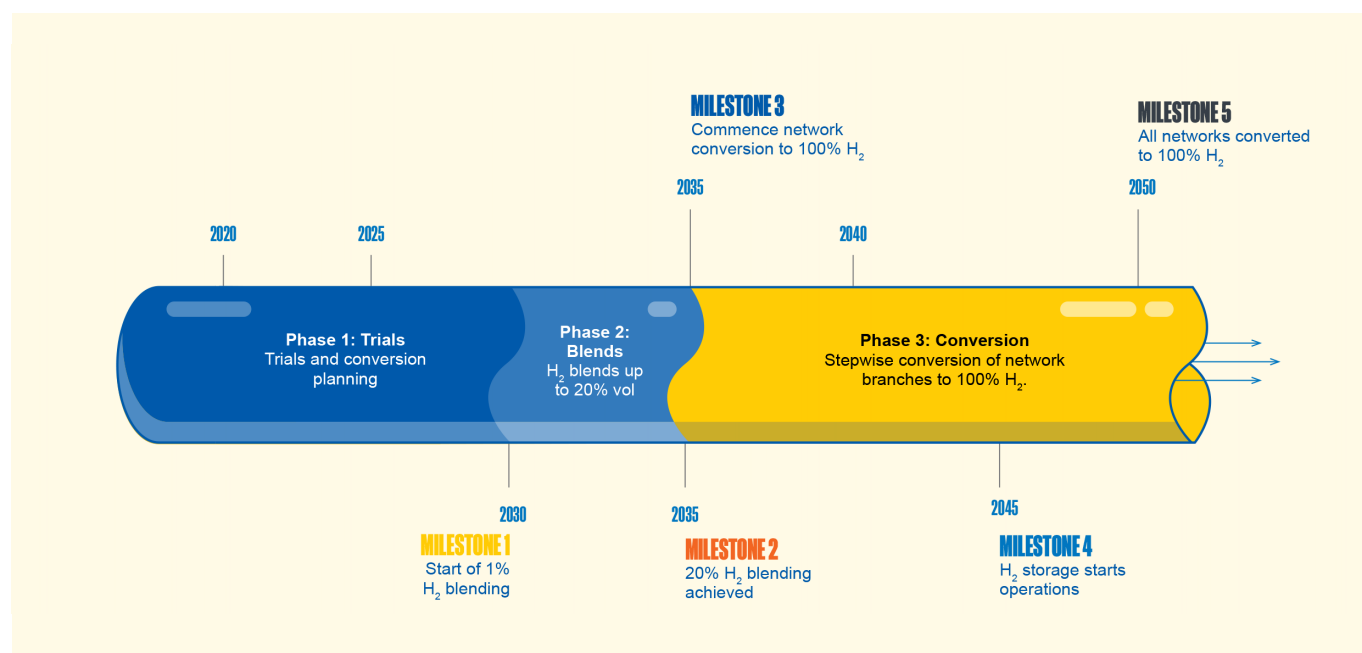 MILESTONE 3
Commence network
conversion to 100% H₂
2035
MILESTONE 5
All networks converted
to 100% H₂
2050
2020
2025
2040
Phase 1: Trials
Trials and conversion
planning
Phase 2:
Blends
H₂ blends up
to 20% vol
Phase 3: Conversion
Stepwise conversion of network
branches to 100% H₂.
2030
MILESTONE 1
Start of 1%
H₂ blending
2035
MILESTONE 2
20% H₂ blending
achieved
2045
MILESTONE 4
H₂ storage starts
operations